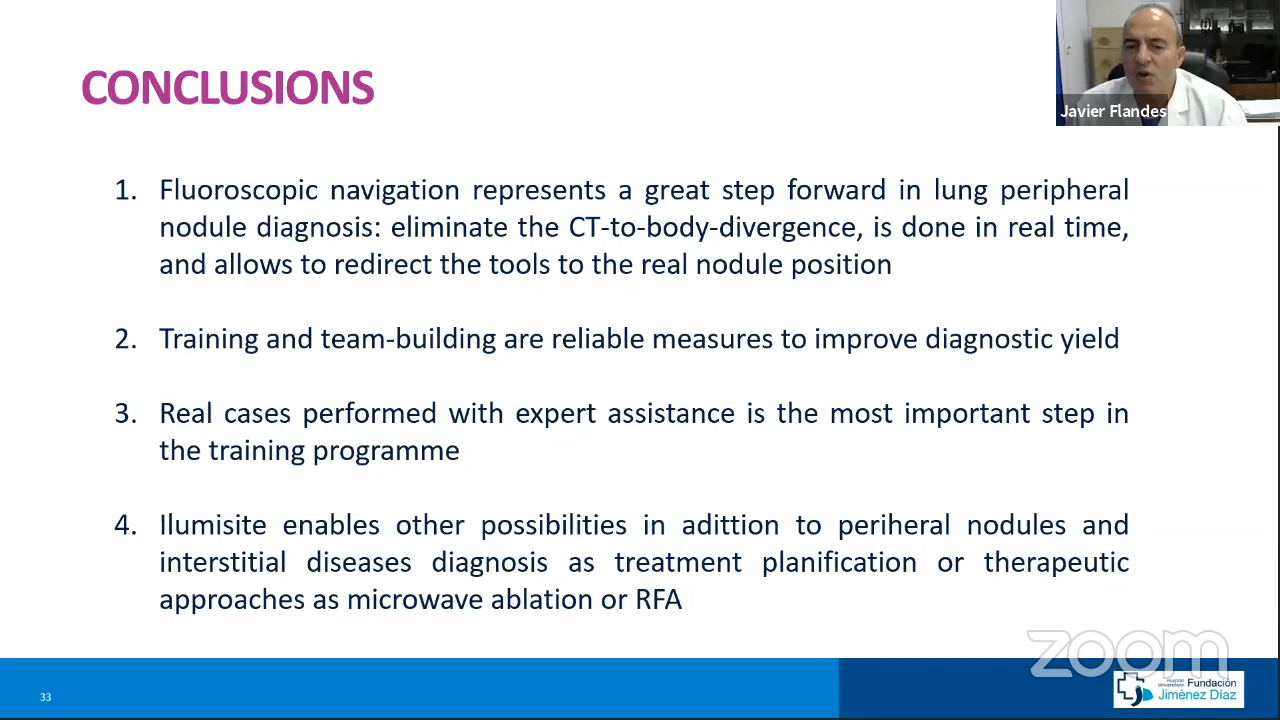 CONCLUSIONS
Javier Flandes
1. Fluoroscopic navigation represents a great step forward in lung peripheral
nodule diagnosis: eliminate the CT-to-body-divergence, is done in real time,
and allows to redirect the tools to the real nodule position
2. Training and team-building are reliable measures to improve diagnostic yield
3. Real cases performed with expert assistance is the most important step in
the training programme
4. Ilumisite enables other possibilities in adittion to periheral nodules and
interstitial diseases diagnosis as treatment planification or therapeutic
approaches as microwave ablation or RFA
zoom
33
Hospital
Universitario
Fundación
Jiménez Díaz